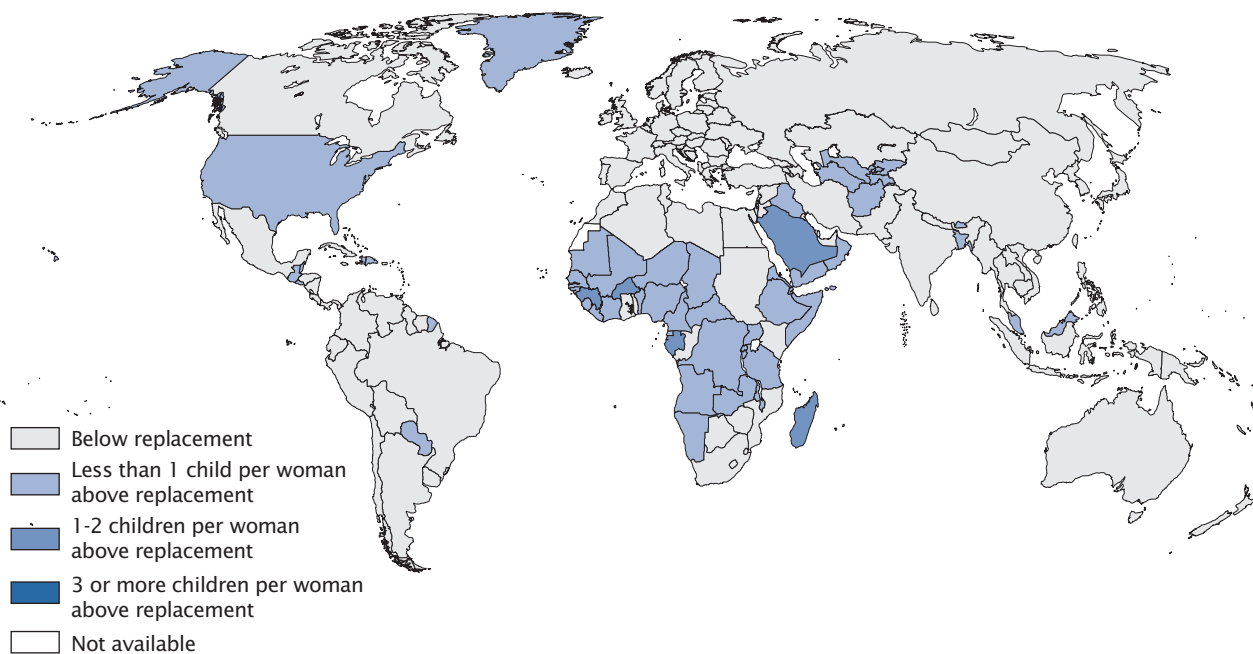 Below replacement
Less than 1 child per woman
above replacement
1-2 children per woman
above replacement
3 or more children per woman
above replacement
Not available